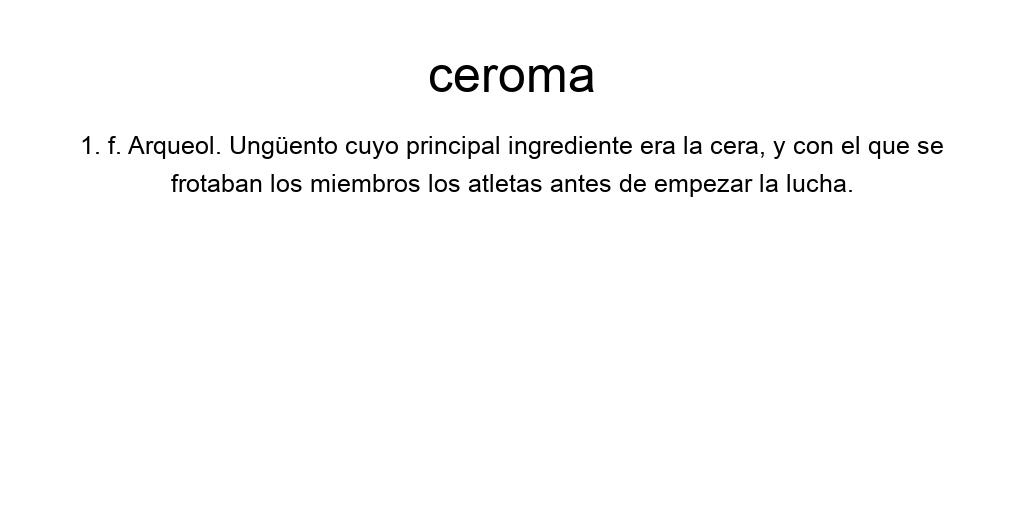 ceroma
1. f. Arqueol. Ungüento cuyo principal ingrediente era la cera, y con el que se
frotaban los miembros los atletas antes de empezar la lucha.